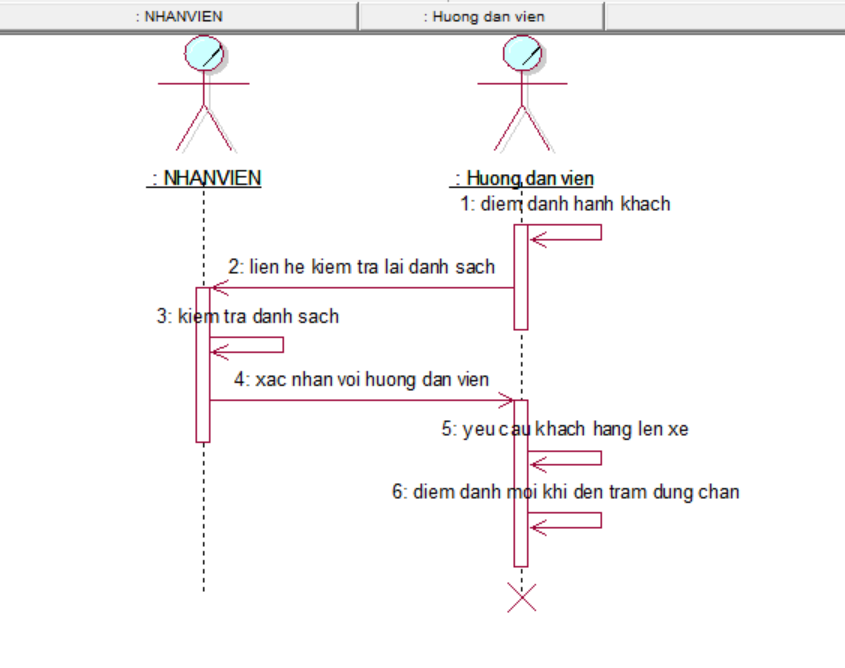 : NHANVIEN
: Huong dan vien
: NHANVIEN
: Huong dan vien
1: diem danh hanh khach
2: lien he kiem tra lai danh sach
3: kiem tra danh sach
4: xac nhan voi huong dan vien
5: yeu cau khach hang len xe
6: diem danh moi khi den tram dung chan